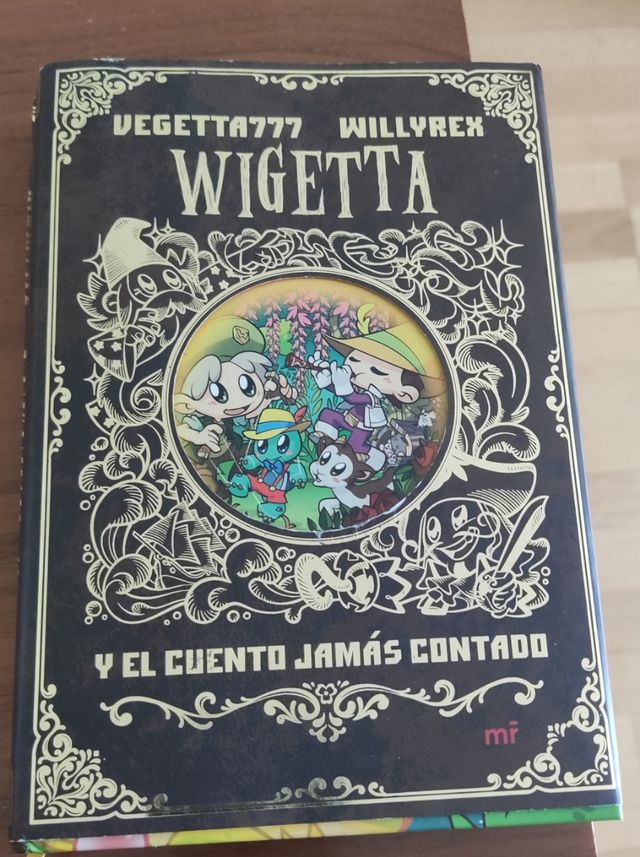 VEGETTA777 WILLYREX
WIGETTA
Y EL CUENTO JAMÁS CONTADO
mr